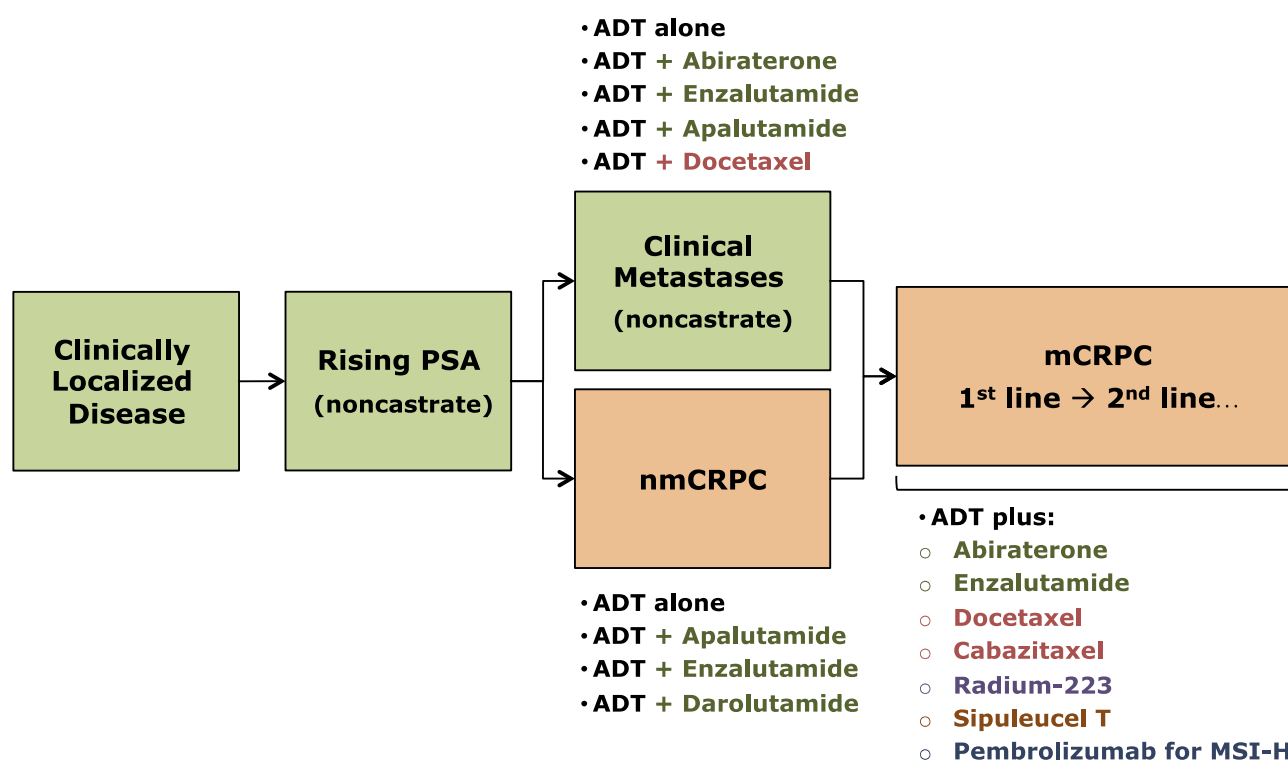 • ADT alone
• ADT + Abiraterone
• ADT + Enzalutamide
• ADT + Apalutamide
• ADT + Docetaxel
Clinically
Localized
Disease
Rising PSA
(noncastrate)
Clinical
Metastases
(noncastrate)
nmCRPC
• ADT alone
• ADT + Apalutamide
• ADT + Enzalutamide
• ADT + Darolutamide
mCRPC
1st line → 2nd line...
• ADT plus:
○ Abiraterone
○ Enzalutamide
○ Docetaxel
○ Cabazitaxel
○ Radium-223
○ Sipuleucel T
○ Pembrolizumab for MSI-H